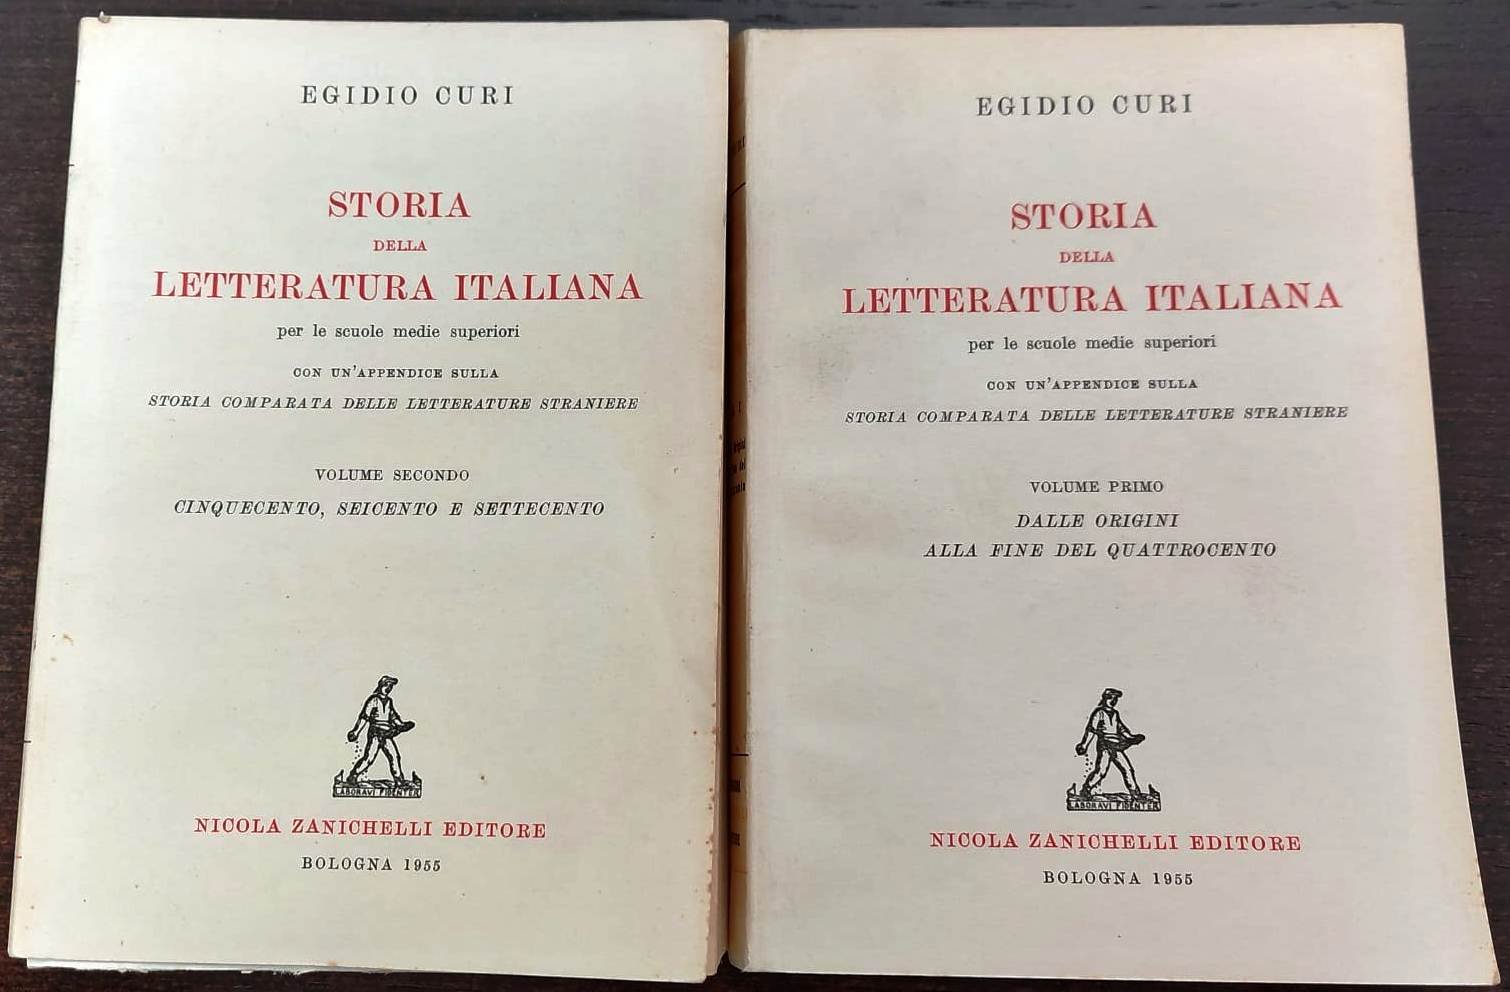 EGIDIO CURI
STORIA
DELLA
LETTERATURA ITALIANA
per le scuole medie superiori
CON UN'APPENDICE SULLA
STORIA COMPARATA DELLE LETTERATURE STRANIERE
VOLUME SECONDO
CINQUECENTO, SEICENTO E SETTECENTO
LABORAVI FIDENTER
NICOLA ZANICHELLI EDITORE
BOLOGNA 1955
EGIDIO CURI
STORIA
DELLA
LETTERATURA ITALIANA
per le scuole medie superiori
CON UN'APPENDICE SULLA
STORIA COMPARATA DELLE LETTERATURE STRANIERE
VOLUME PRIMO
DALLE ORIGINI
ALLA FINE DEL QUATTROCENTO
LABORAVI FIDENTER
NICOLA ZANICHELLI EDITORE
BOLOGNA 1955